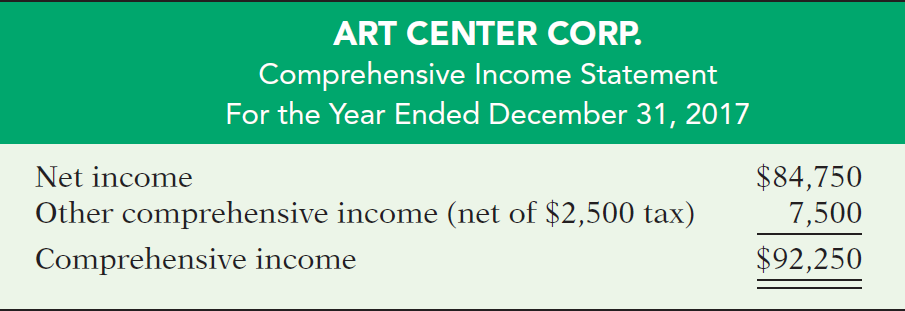 ART CENTER CORP.
Comprehensive Income Statement
For the Year Ended December 31, 2017
Net income $84,750
Other comprehensive income (net of $2,500 tax) 7,500
Comprehensive income $92,250